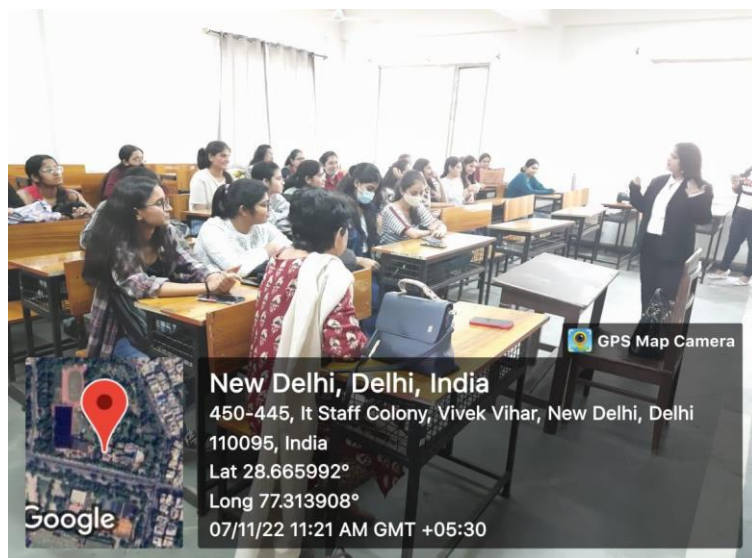 GPS Map Camera
New Delhi, Delhi, India
450-445, It Staff Colony, Vivek Vihar, New Delhi, Delhi
110095, India
Lat 28.665992°
Long 77.313908°
07/11/22 11:21 AM GMT +05:30
Google